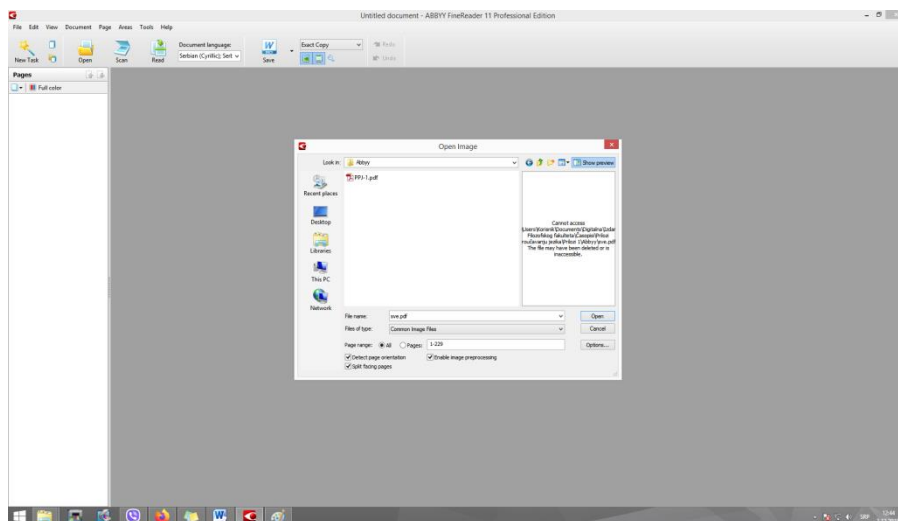 Untitled document - ABBYY FineReader 11 Professional Edition
File Edit View Document Page Areas Tools Help
New Task
Open
Scan
Read
Document language:
Serbian (Cyrillic); Ser
Save
Exact Copy
Redo
Undo
Pages
Full color
Open Image
Look in: Abbyy
Show preview
Recent places
Desktop
Libraries
This PC
Network
PPJ-1.pdf
Cannot access
The file may have been deleted or is
inaccessible.
File name: sve.pdf
Open
Files of type: Common Image Files
Cancel
Page range: All Pages: 1-229
Options...
Detect page orientation
Enable image preprocessing
Split facing pages
SRP
12:44